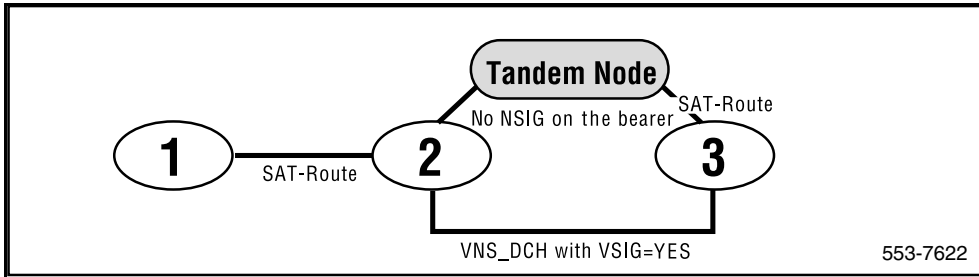 Tandem Node
No NSIG on the bearer
SAT-Route
1
SAT-Route
2
3
VNS_DCH with VSIG=YES
553-7622